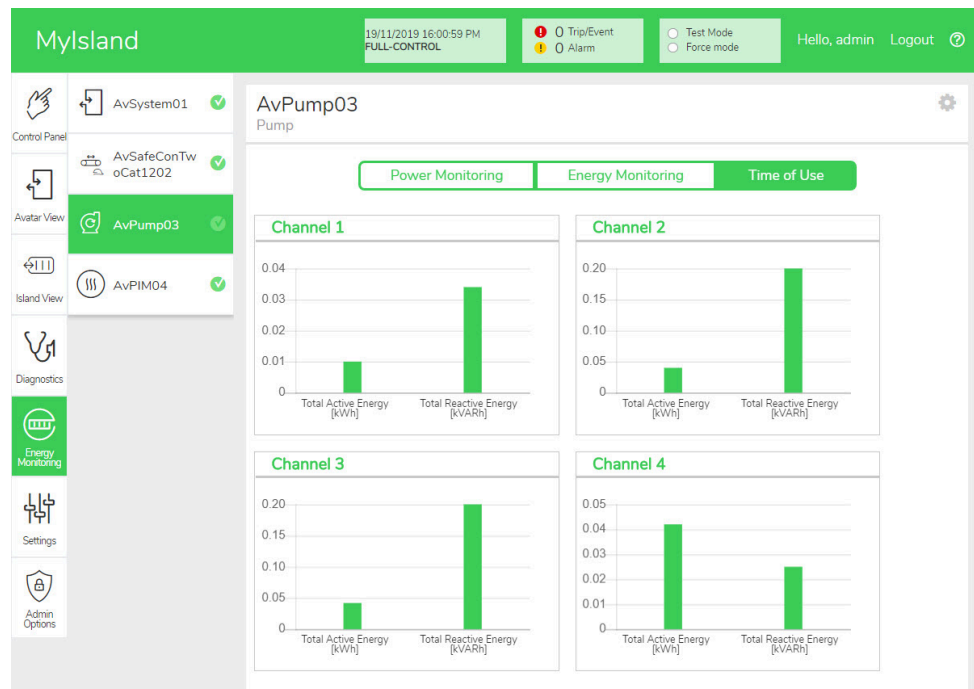 MyIsland
19/11/2019 16:00:59 PM
FULL-CONTROL
0 Trip/Event
0 Alarm
Test Mode
Force mode
Hello, admin
Logout
Control Panel
Avatar View
Island View
Diagnostics
Energy
Monitoring
Settings
Admin
Options
AvSystem01
AvSafeConTw
oCat1202
AvPump03
AvPIM04
AvPump03
Pump
Power Monitoring
Energy Monitoring
Time of Use
Channel 1
0.04
0.03
0.02
0.01
0
Total Active Energy
[kWh]
Total Reactive Energy
[kVARh]
Channel 2
0.20
0.15
0.10
0.05
0
Total Active Energy
[kWh]
Total Reactive Energy
[kVARh]
Channel 3
0.20
0.15
0.10
0.05
0
Total Active Energy
[kWh]
Total Reactive Energy
[kVARh]
Channel 4
0.05
0.04
0.03
0.02
0.01
0
Total Active Energy
[kWh]
Total Reactive Energy
[kVARh]